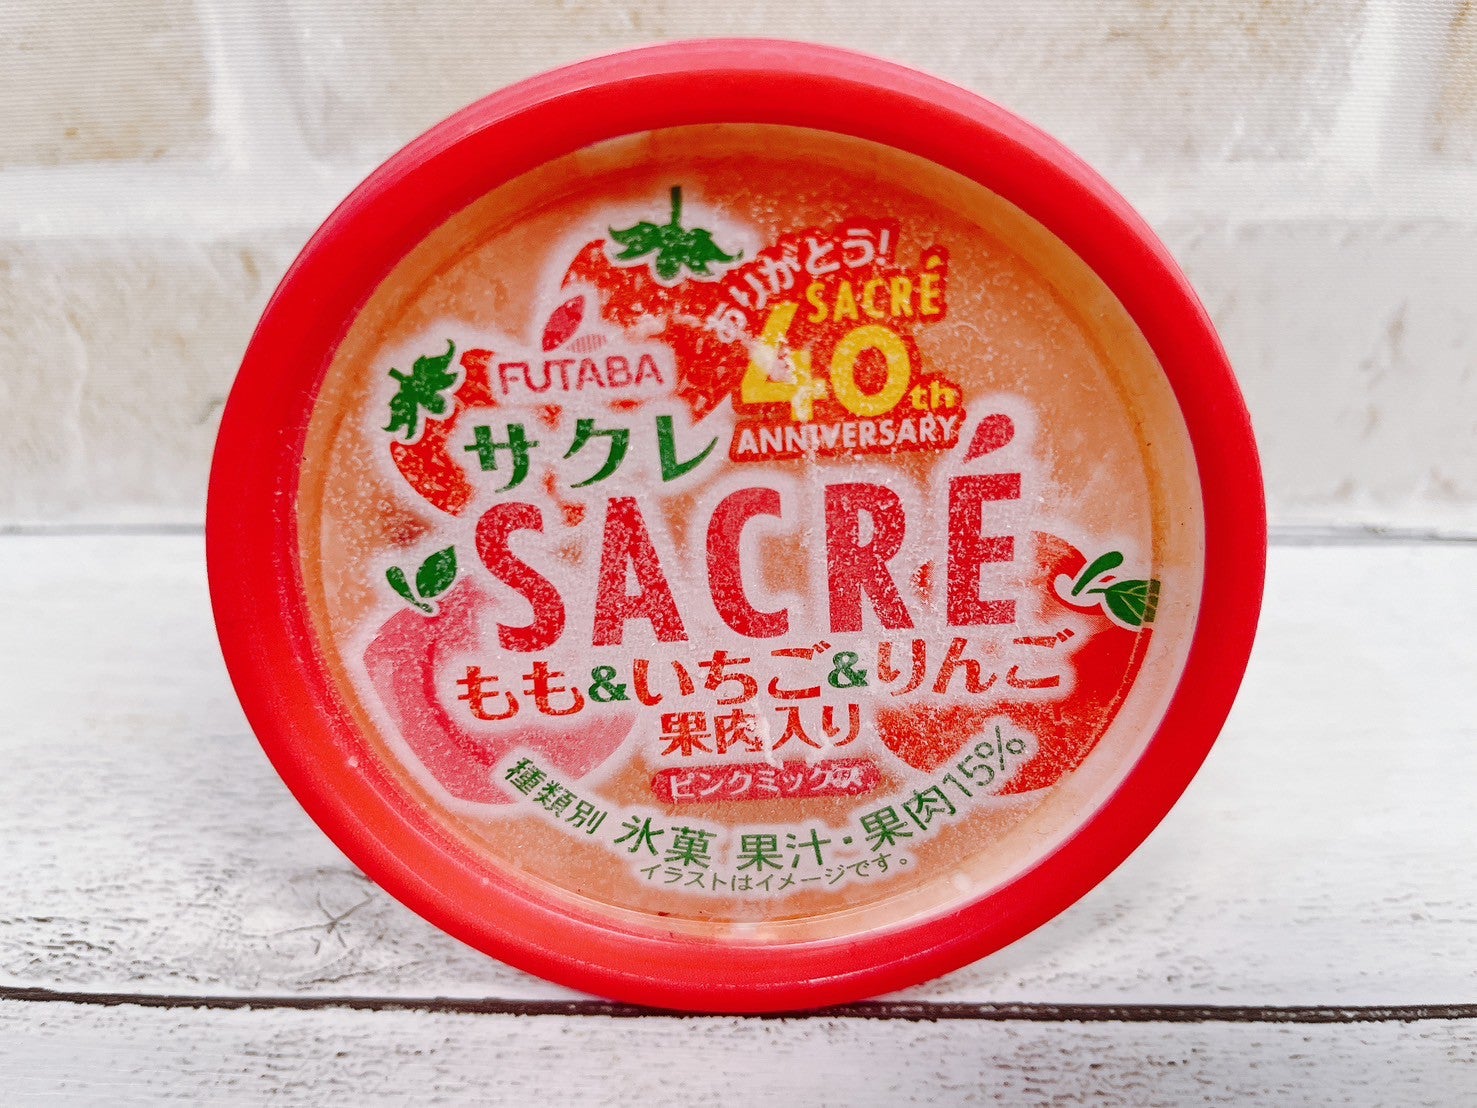 ありがとう!
SACRÉ
40th
ANNIVERSARY
FUTABA
サクレ
SACRÉ
もも&いちご&りんご
果肉入り
ピンクミックス味
種類別 氷菓 果汁・果肉15%
イラストはイメージです。